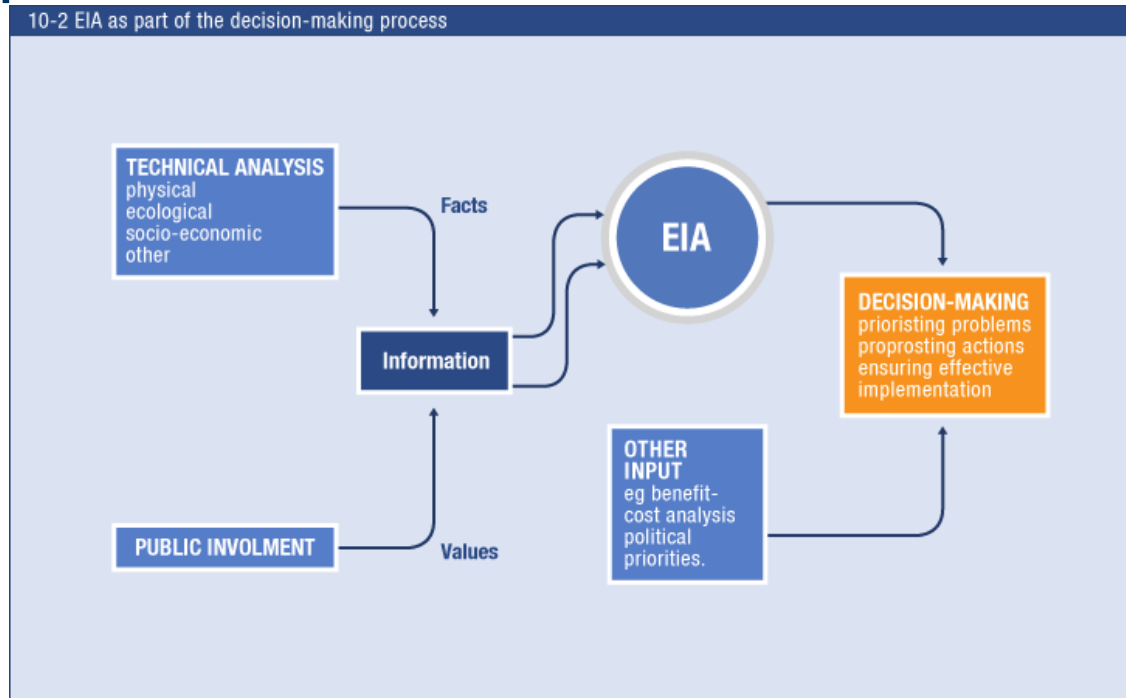 10-2 EIA as part of the decision-making process
TECHNICAL ANALYSIS
physical
ecological
socio-economic
other
Facts
EIA
Information
DECISION-MAKING
prioristing problems
proprosting actions
ensuring effective
implementation
OTHER
INPUT
eg benefit-
cost analysis
political
priorities.
PUBLIC INVOLMENT
Values